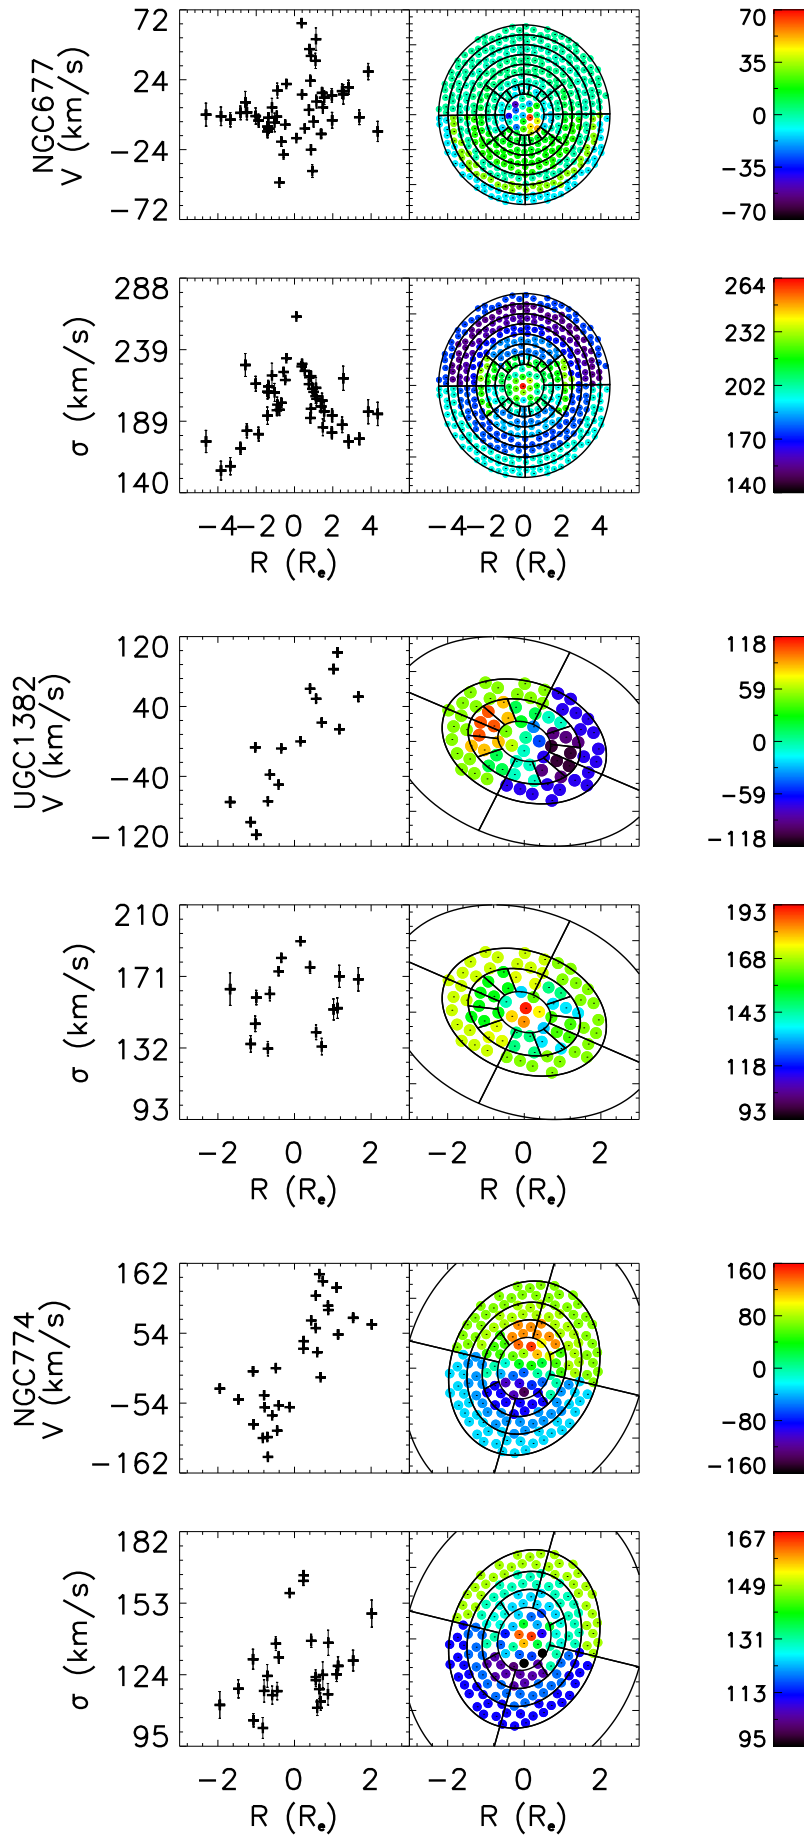 NGC677
V (km/s)
72
24
−24
−72
70
35
0
−35
−70
σ (km/s)
288
239
189
140
264
232
202
170
140
−4 −2 0 2 4
−4 −2 0 2 4
R (Re)
R (Re)
UGC1382
V (km/s)
120
40
−40
−120
118
59
0
−59
−118
σ (km/s)
210
171
132
93
193
168
143
118
93
−2 0 2
−2 0 2
R (Re)
R (Re)
NGC774
V (km/s)
162
54
−54
−162
160
80
0
−80
−160
σ (km/s)
182
153
124
95
167
149
131
113
95
−2 0 2
−2 0 2
R (Re)
R (Re)